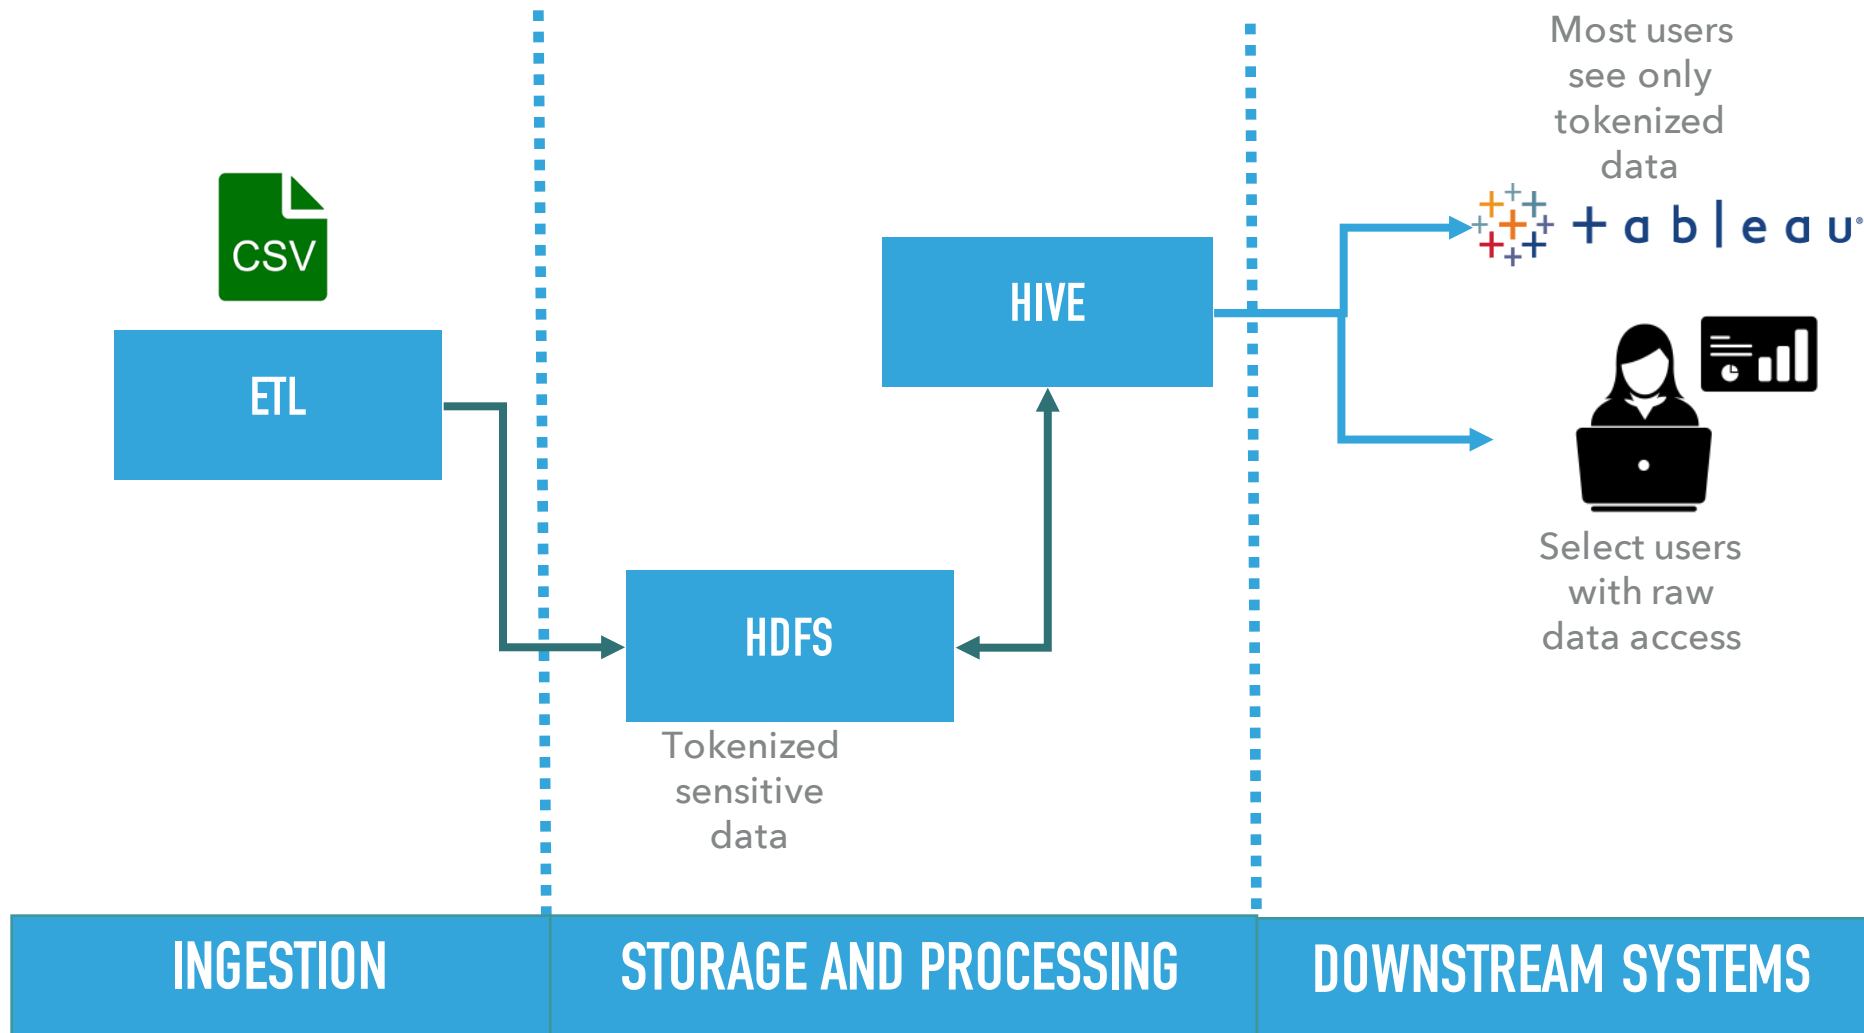 Most users
see only
tokenized
data
CSV
+ableau®
HIVE
ETL
Select users
with raw
data access
HDFS
Tokenized
sensitive
data
INGESTION
STORAGE AND PROCESSING
DOWNSTREAM SYSTEMS